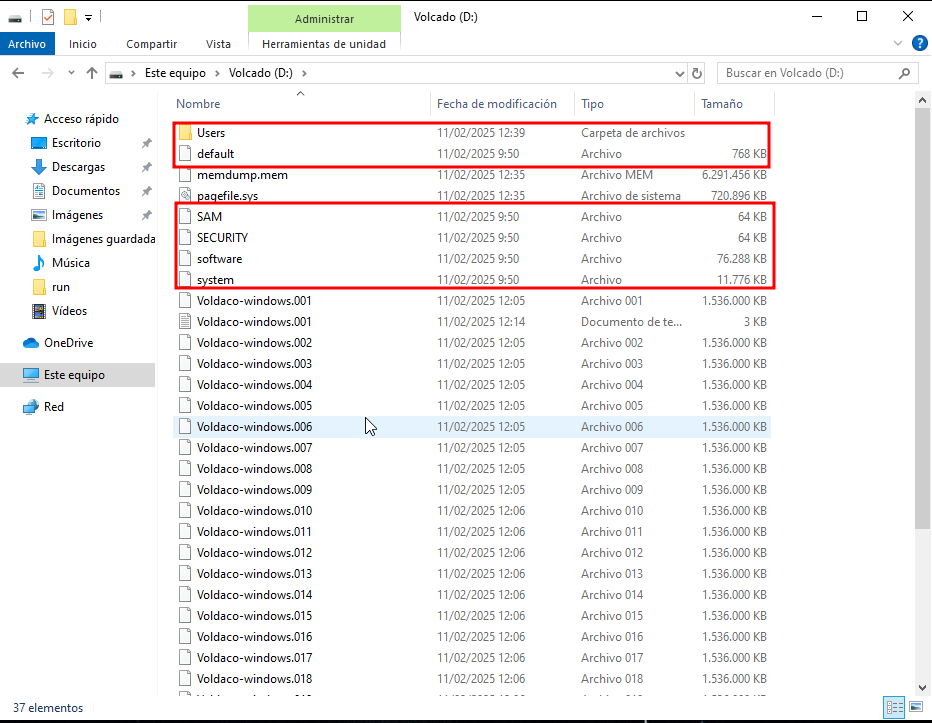 Administrar
Volcado (D:)
Archivo
Inicio
Compartir
Vista
Herramientas de unidad
Este equipo
Volcado (D:)
Buscar en Volcado (D:)
Acceso rápido
Escritorio
Descargas
Documentos
Imágenes
Imágenes guardada
Música
run
Vídeos
OneDrive
Este equipo
Red
Nombre Fecha de modificación Tipo Tamaño
Users 11/02/2025 12:39 Carpeta de archivos
default 11/02/2025 9:50 Archivo 768 KB
memdump.mem 11/02/2025 12:35 Archivo MEM 6.291.456 KB
pagefile.sys 11/02/2025 12:35 Archivo de sistema 720.896 KB
SAM 11/02/2025 9:50 Archivo 64 KB
SECURITY 11/02/2025 9:50 Archivo 64 KB
software 11/02/2025 9:50 Archivo 76.288 KB
system 11/02/2025 9:50 Archivo 11.776 KB
Voldaco-windows.001 11/02/2025 12:05 Archivo 001 1.536.000 KB
Voldaco-windows.001 11/02/2025 12:14 Documento de te... 3 KB
Voldaco-windows.002 11/02/2025 12:05 Archivo 002 1.536.000 KB
Voldaco-windows.003 11/02/2025 12:05 Archivo 003 1.536.000 KB
Voldaco-windows.004 11/02/2025 12:05 Archivo 004 1.536.000 KB
Voldaco-windows.005 11/02/2025 12:05 Archivo 005 1.536.000 KB
Voldaco-windows.006 11/02/2025 12:05 Archivo 006 1.536.000 KB
Voldaco-windows.007 11/02/2025 12:05 Archivo 007 1.536.000 KB
Voldaco-windows.008 11/02/2025 12:05 Archivo 008 1.536.000 KB
Voldaco-windows.009 11/02/2025 12:05 Archivo 009 1.536.000 KB
Voldaco-windows.010 11/02/2025 12:06 Archivo 010 1.536.000 KB
Voldaco-windows.011 11/02/2025 12:06 Archivo 011 1.536.000 KB
Voldaco-windows.012 11/02/2025 12:06 Archivo 012 1.536.000 KB
Voldaco-windows.013 11/02/2025 12:06 Archivo 013 1.536.000 KB
Voldaco-windows.014 11/02/2025 12:06 Archivo 014 1.536.000 KB
Voldaco-windows.015 11/02/2025 12:06 Archivo 015 1.536.000 KB
Voldaco-windows.016 11/02/2025 12:06 Archivo 016 1.536.000 KB
Voldaco-windows.017 11/02/2025 12:06 Archivo 017 1.536.000 KB
Voldaco-windows.018 11/02/2025 12:06 Archivo 018 1.536.000 KB
37 elementos